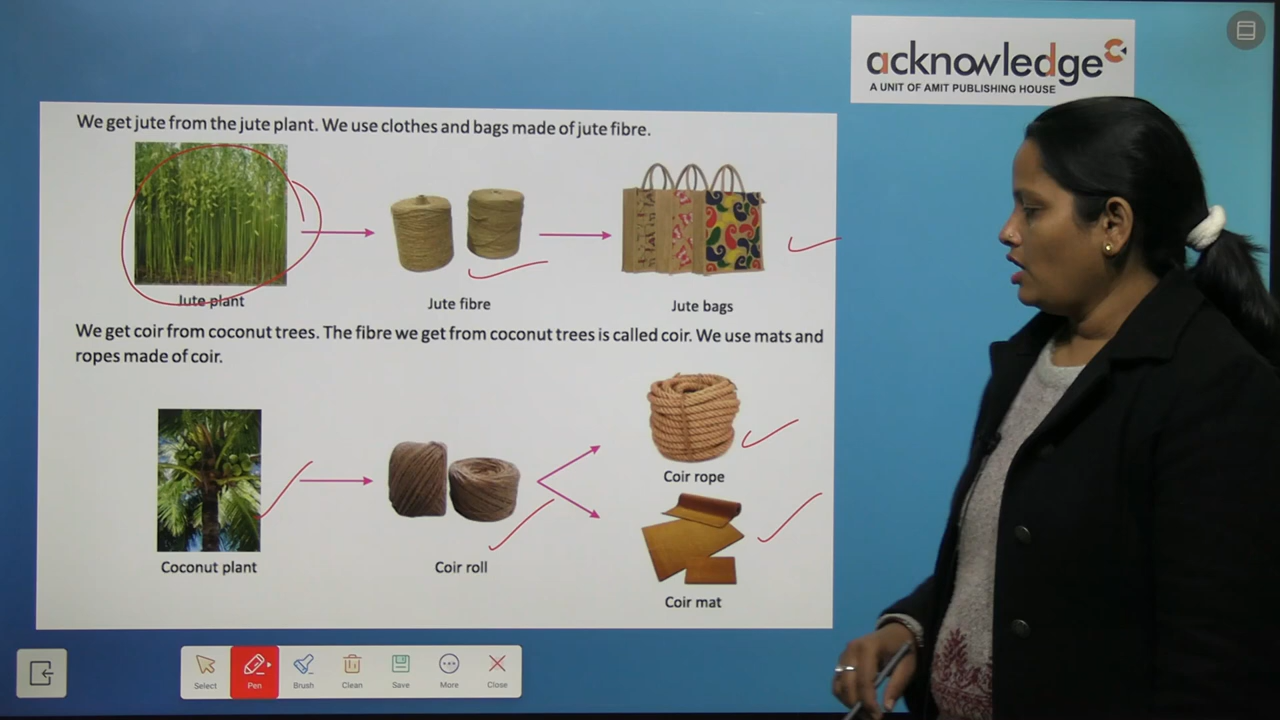 acknowledge
A UNIT OF AMIT PUBLISHING HOUSE
We get jute from the jute plant. We use clothes and bags made of jute fibre.
Jute plant
Jute fibre
Jute bags
We get coir from coconut trees. The fibre we get from coconut trees is called coir. We use mats and
ropes made of coir.
Coir rope
Coconut plant
Coir roll
Coir mat
Select
Pen
Brush
Clean
Save
More
Close